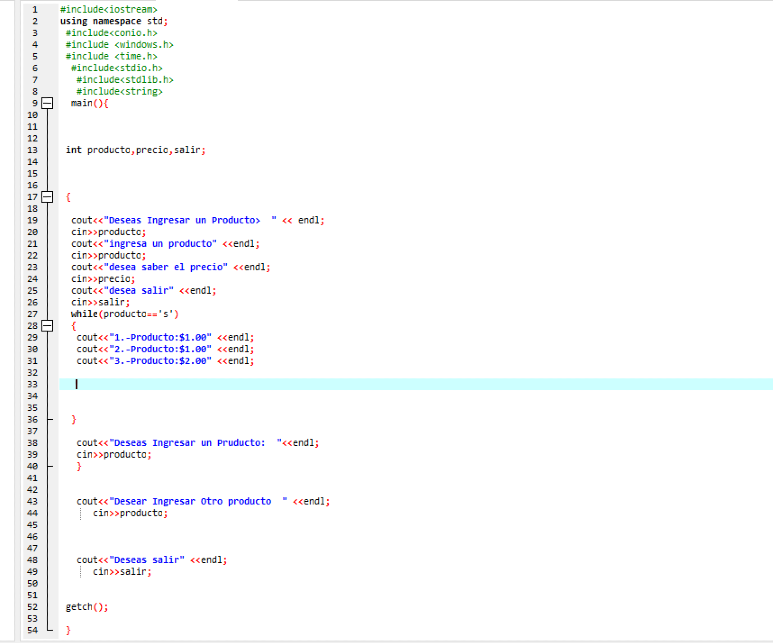 1 #include<iostream>
2 using namespace std;
3 #include<conio.h>
4 #include <windows.h>
5 #include <time.h>
6 #include<stdio.h>
7 #include<stdlib.h>
8 #include<string>
9 main(){
10
11
12
13 int producto,precio,salir;
14
15
16
17 {
18
19 cout<<"Deseas Ingresar un Producto> " << endl;
20 cin>>producto;
21 cout<<"ingresa un producto" <<endl;
22 cin>>producto;
23 cout<<"desea saber el precio" <<endl;
24 cin>>precio;
25 cout<<"desea salir" <<endl;
26 cin>>salir;
27 while(producto=='s')
28 {
29 cout<<"1.-Producto:$1.00" <<endl;
30 cout<<"2.-Producto:$1.00" <<endl;
31 cout<<"3.-Producto:$2.00" <<endl;
32
33
34
35
36 }
37
38 cout<<"Deseas Ingresar un Pruducto: "<<endl;
39 cin>>producto;
40 }
41
42
43 cout<<"Desear Ingresar Otro producto " <<endl;
44 cin>>producto;
45
46
47
48 cout<<"Deseas salir" <<endl;
49 cin>>salir;
50
51
52 getch();
53
54 }